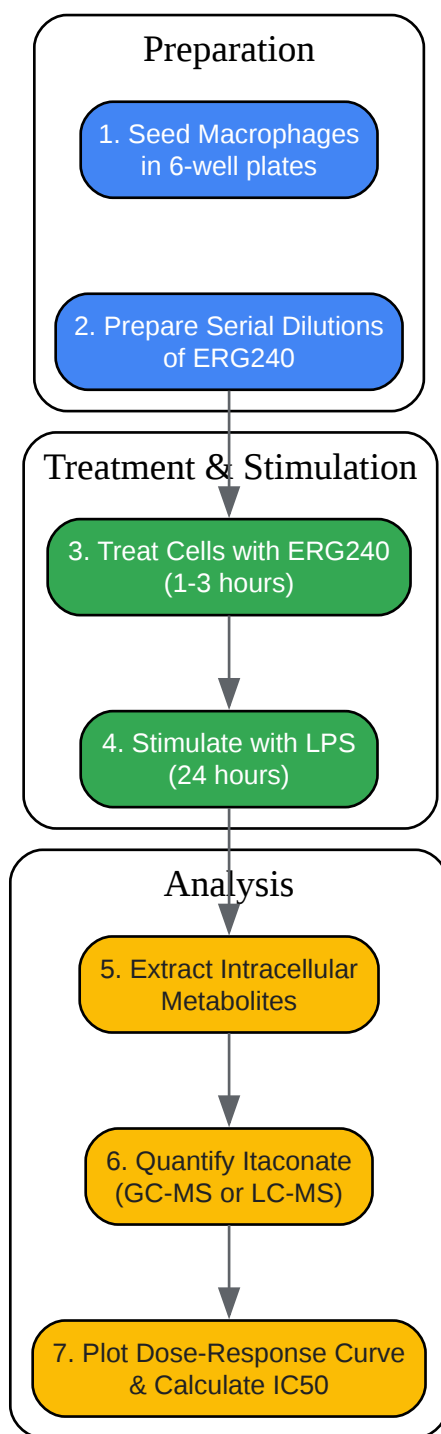 Preparation
1. Seed Macrophages
in 6-well plates
2. Prepare Serial Dilutions
of ERG240
Treatment & Stimulation
3. Treat Cells with ERG240
(1-3 hours)
4. Stimulate with LPS
(24 hours)
Analysis
5. Extract Intracellular
Metabolites
6. Quantify Itaconate
(GC-MS or LC-MS)
7. Plot Dose-Response Curve
& Calculate IC50